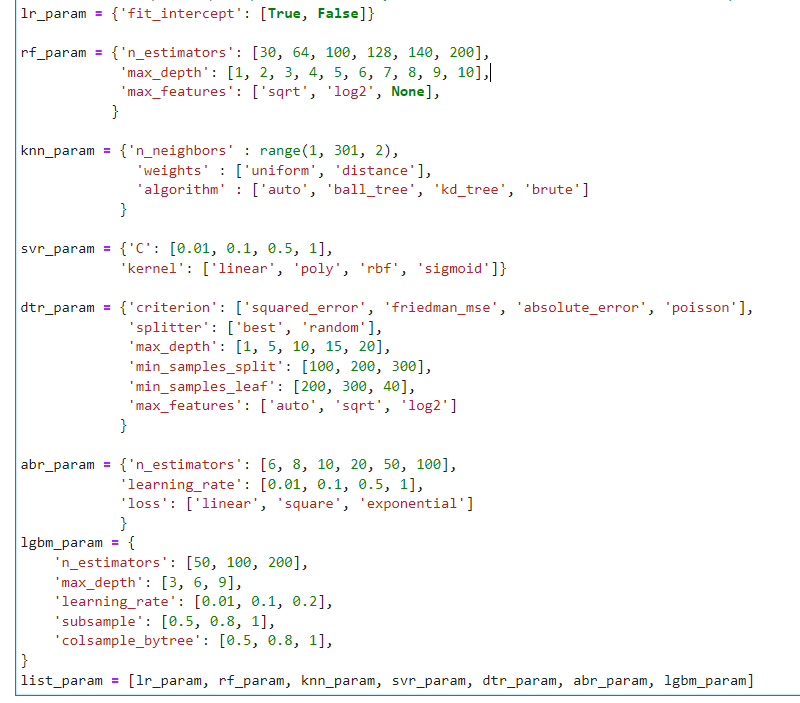 lr_param = {'fit_intercept': [True, False]}
rf_param = {'n_estimators': [30, 64, 100, 128, 140, 200],
'max_depth': [1, 2, 3, 4, 5, 6, 7, 8, 9, 10],
'max_features': ['sqrt', 'log2', None],
}
knn_param = {'n_neighbors' : range(1, 301, 2),
'weights' : ['uniform', 'distance'],
'algorithm' : ['auto', 'ball_tree', 'kd_tree', 'brute']
}
svr_param = {'C': [0.01, 0.1, 0.5, 1],
'kernel': ['linear', 'poly', 'rbf', 'sigmoid']}
dtr_param = {'criterion': ['squared_error', 'friedman_mse', 'absolute_error', 'poisson'],
'splitter': ['best', 'random'],
'max_depth': [1, 5, 10, 15, 20],
'min_samples_split': [100, 200, 300],
'min_samples_leaf': [200, 300, 40],
'max_features': ['auto', 'sqrt', 'log2']
}
abr_param = {'n_estimators': [6, 8, 10, 20, 50, 100],
'learning_rate': [0.01, 0.1, 0.5, 1],
'loss': ['linear', 'square', 'exponential']
}
lgbm_param = {
'n_estimators': [50, 100, 200],
'max_depth': [3, 6, 9],
'learning_rate': [0.01, 0.1, 0.2],
'subsample': [0.5, 0.8, 1],
'colsample_bytree': [0.5, 0.8, 1],
}
list_param = [lr_param, rf_param, knn_param, svr_param, dtr_param, abr_param, lgbm_param]